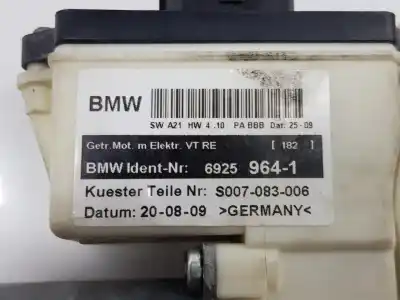 BMW
SW A21 HW 4 .10 PA BBB Dat: 25-09
Getr.Mot. m Elektr. VT RE [ 182 ]
BMW Ident-Nr: 6925 964-1
Kuester Teile Nr: S007-083-006
Datum: 20-08-09 >GERMANY<